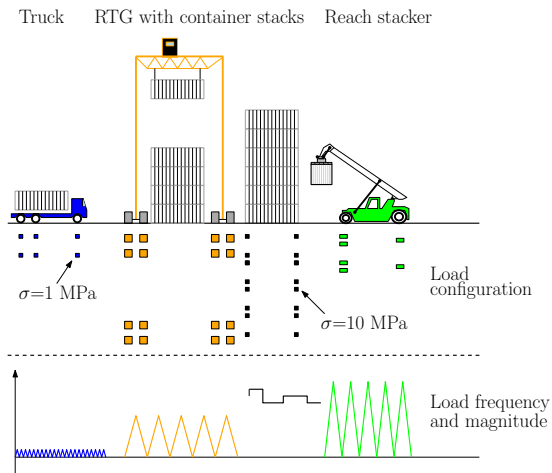 Truck RTG with container stacks Reach stacker
Load
configuration
σ=1 MPa
σ=10 MPa
Load frequency
and magnitude